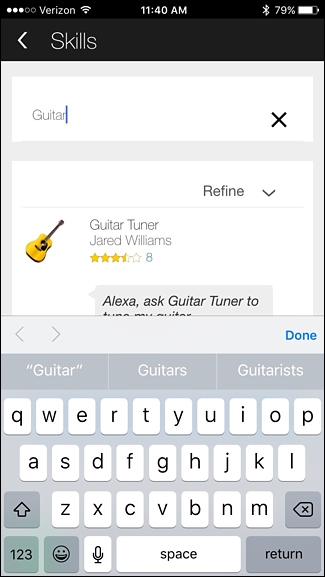 Verizon 11:40 AM 79%
Skills
Guitar
Refine
Guitar Tuner
Jared Williams
8
Alexa, ask Guitar Tuner to
tune my guitar
Done
"Guitar" Guitars Guitarists
q w e r t y u i o p
a s d f g h j k l
z x c v b n m
123 space return